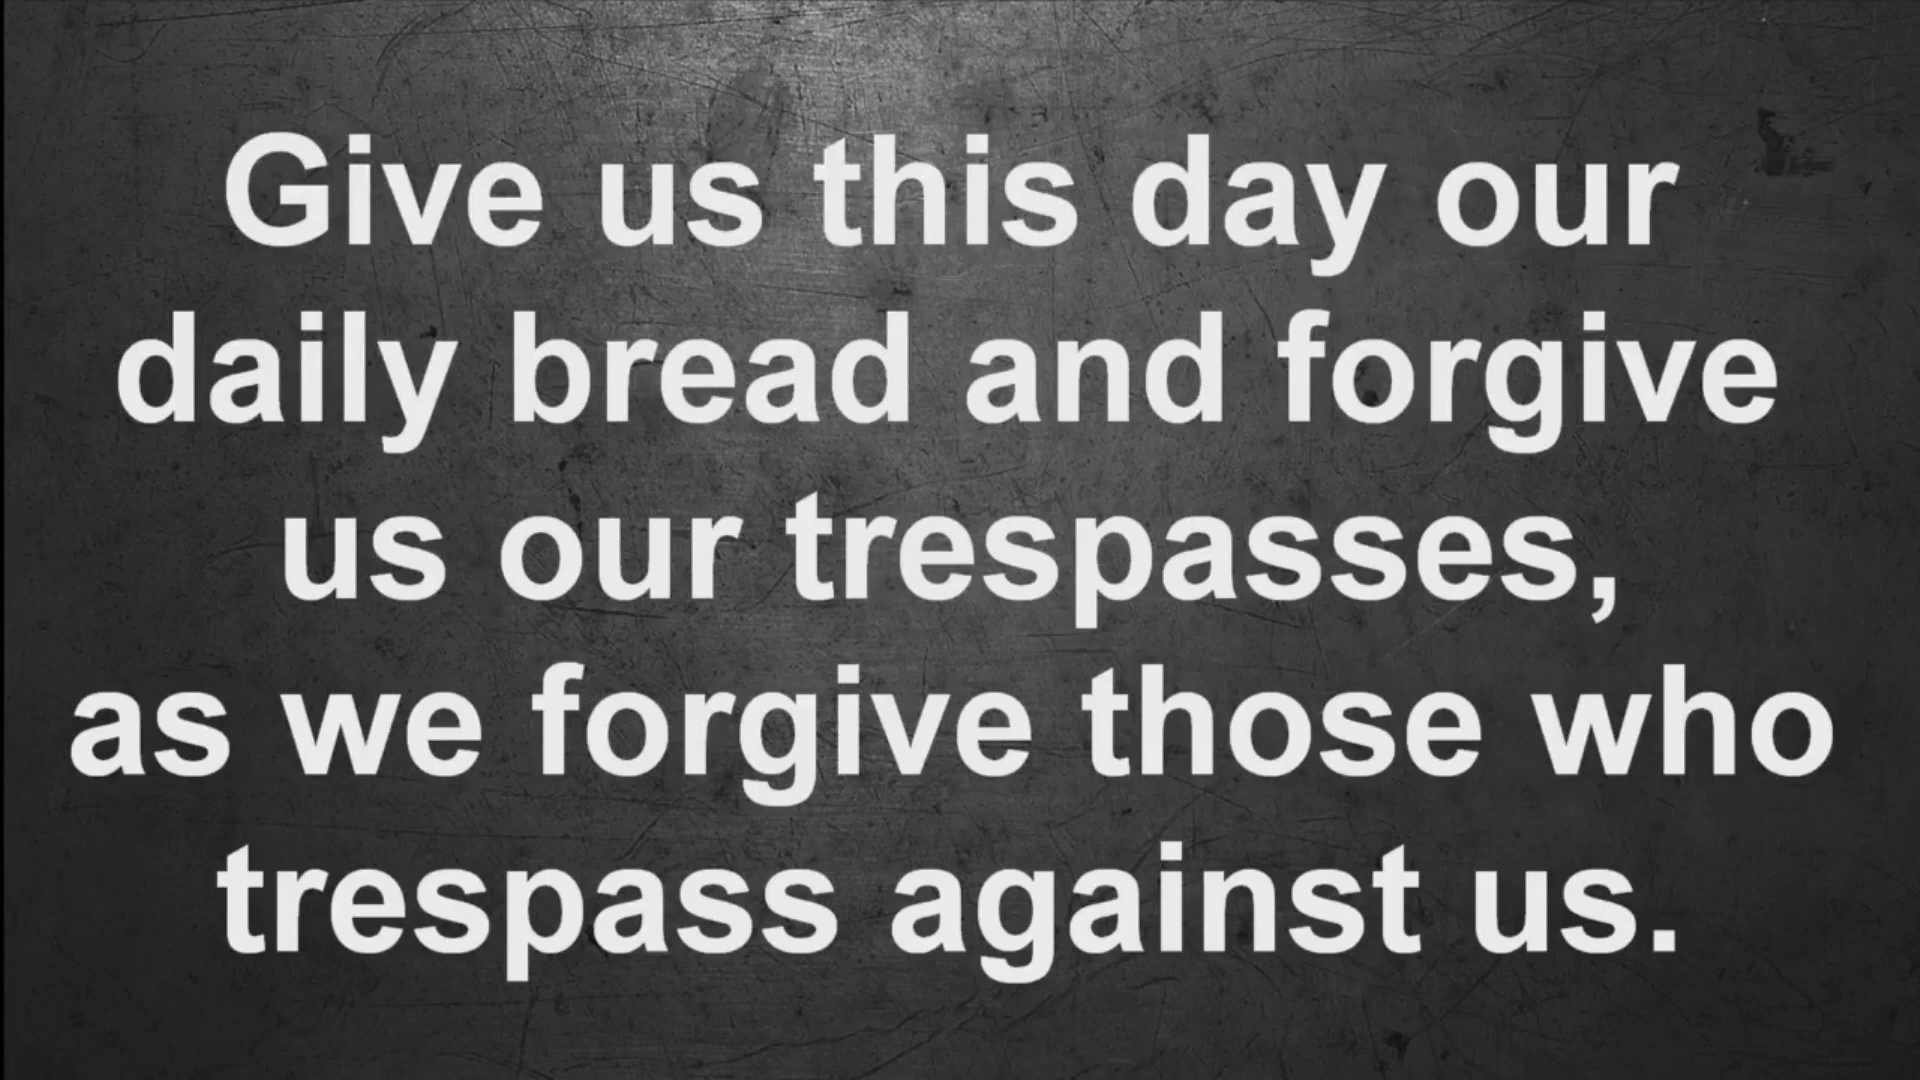 Give us this day our
daily bread and forgive
us our trespasses,
as we forgive those who
trespass against us.